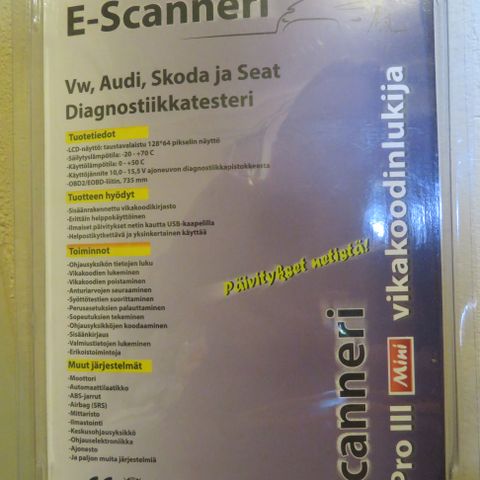 E-Scanneri
Vw, Audi, Skoda ja Seat
Diagnostiikkatesteri
Tuotetiedot
-LCD-näyttö: taustavalaistu 128*64 pikselin näyttö
-Säilytyslämpötila: -20 - +70 C
-Käyttölämpötila: 0 - +50 C
-Käyttöjännite 10,0 - 15,5 V ajoneuvon diagnostiikkapistokkeesta
-OBD2/EOBD-liitin, 735 mm
Tuotteen hyödyt
-Sisäänrakennettu vikakoodikirjasto
-Erittäin helppokäyttöinen
-Ilmaiset päivitykset netin kautta USB-kaapelilla
-Helpostikytkettävä ja yksinkertainen käyttää
Toiminnot
-Ohjausyksikön tietojen luku
-Vikakoodien lukeminen
-Vikakoodien poistaminen
-Anturiarvojen seuraaminen
-Syöttötestien suorittaminen
-Perusasetuksien palauttaminen
-Sopeutuksien tekeminen
-Ohjausyksikköjen koodaaminen
-Sisäänkirjaus
-Valmiustietojen lukeminen
-Erikoistoimintoja
Muut järjestelmät
-Moottori
-Automaattilaatikko
-ABS-jarrut
-Airbag (SRS)
-Mittaristo
-Ilmastointi
-Keskusohjausyksikkö
-Ohjauselektroniikka
-Ajonesto
-Ja paljon muita järjestelmiä
Päivitykset netistä!
canneri
Pro III Mini vikakoodinlukija